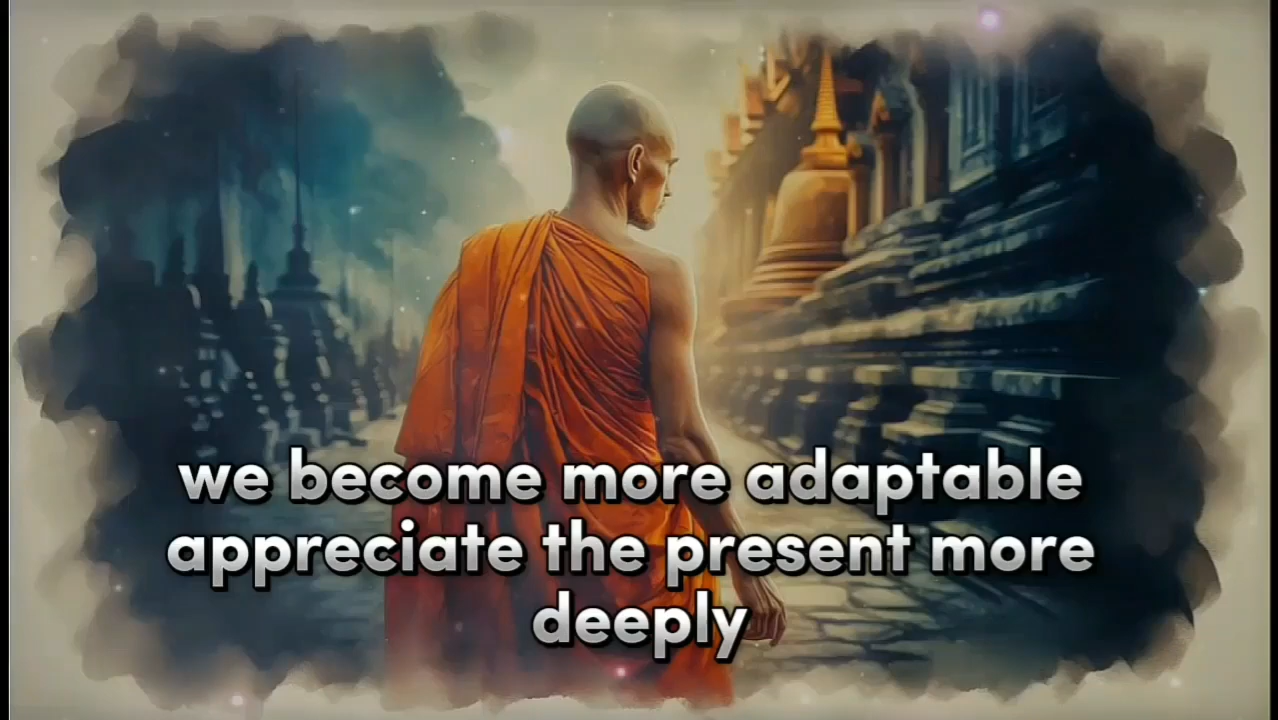 we become more adaptable
appreciate the present more
deeply